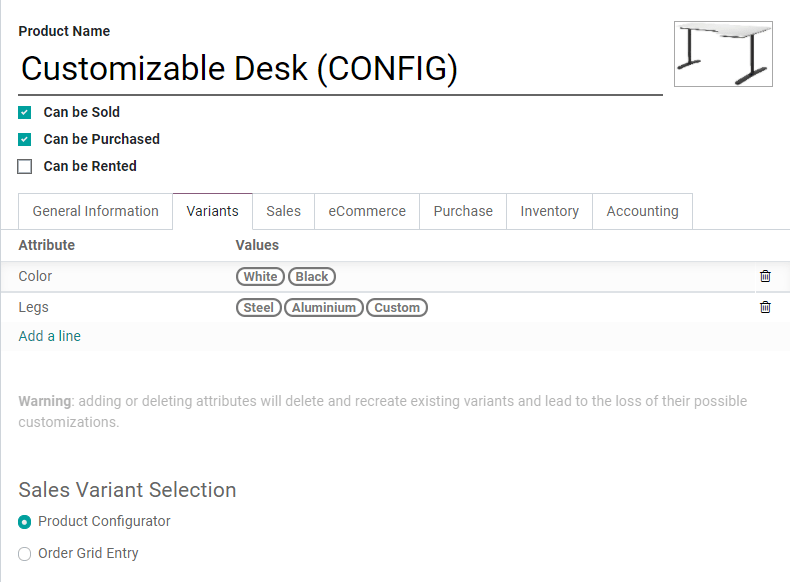 Product Name
Customizable Desk (CONFIG)
Can be Sold
Can be Purchased
Can be Rented
General Information Variants Sales eCommerce Purchase Inventory Accounting
Attribute Values
Color White Black
Legs Steel Aluminium Custom
Add a line
Warning: adding or deleting attributes will delete and recreate existing variants and lead to the loss of their possible
customizations.
Sales Variant Selection
Product Configurator
Order Grid Entry